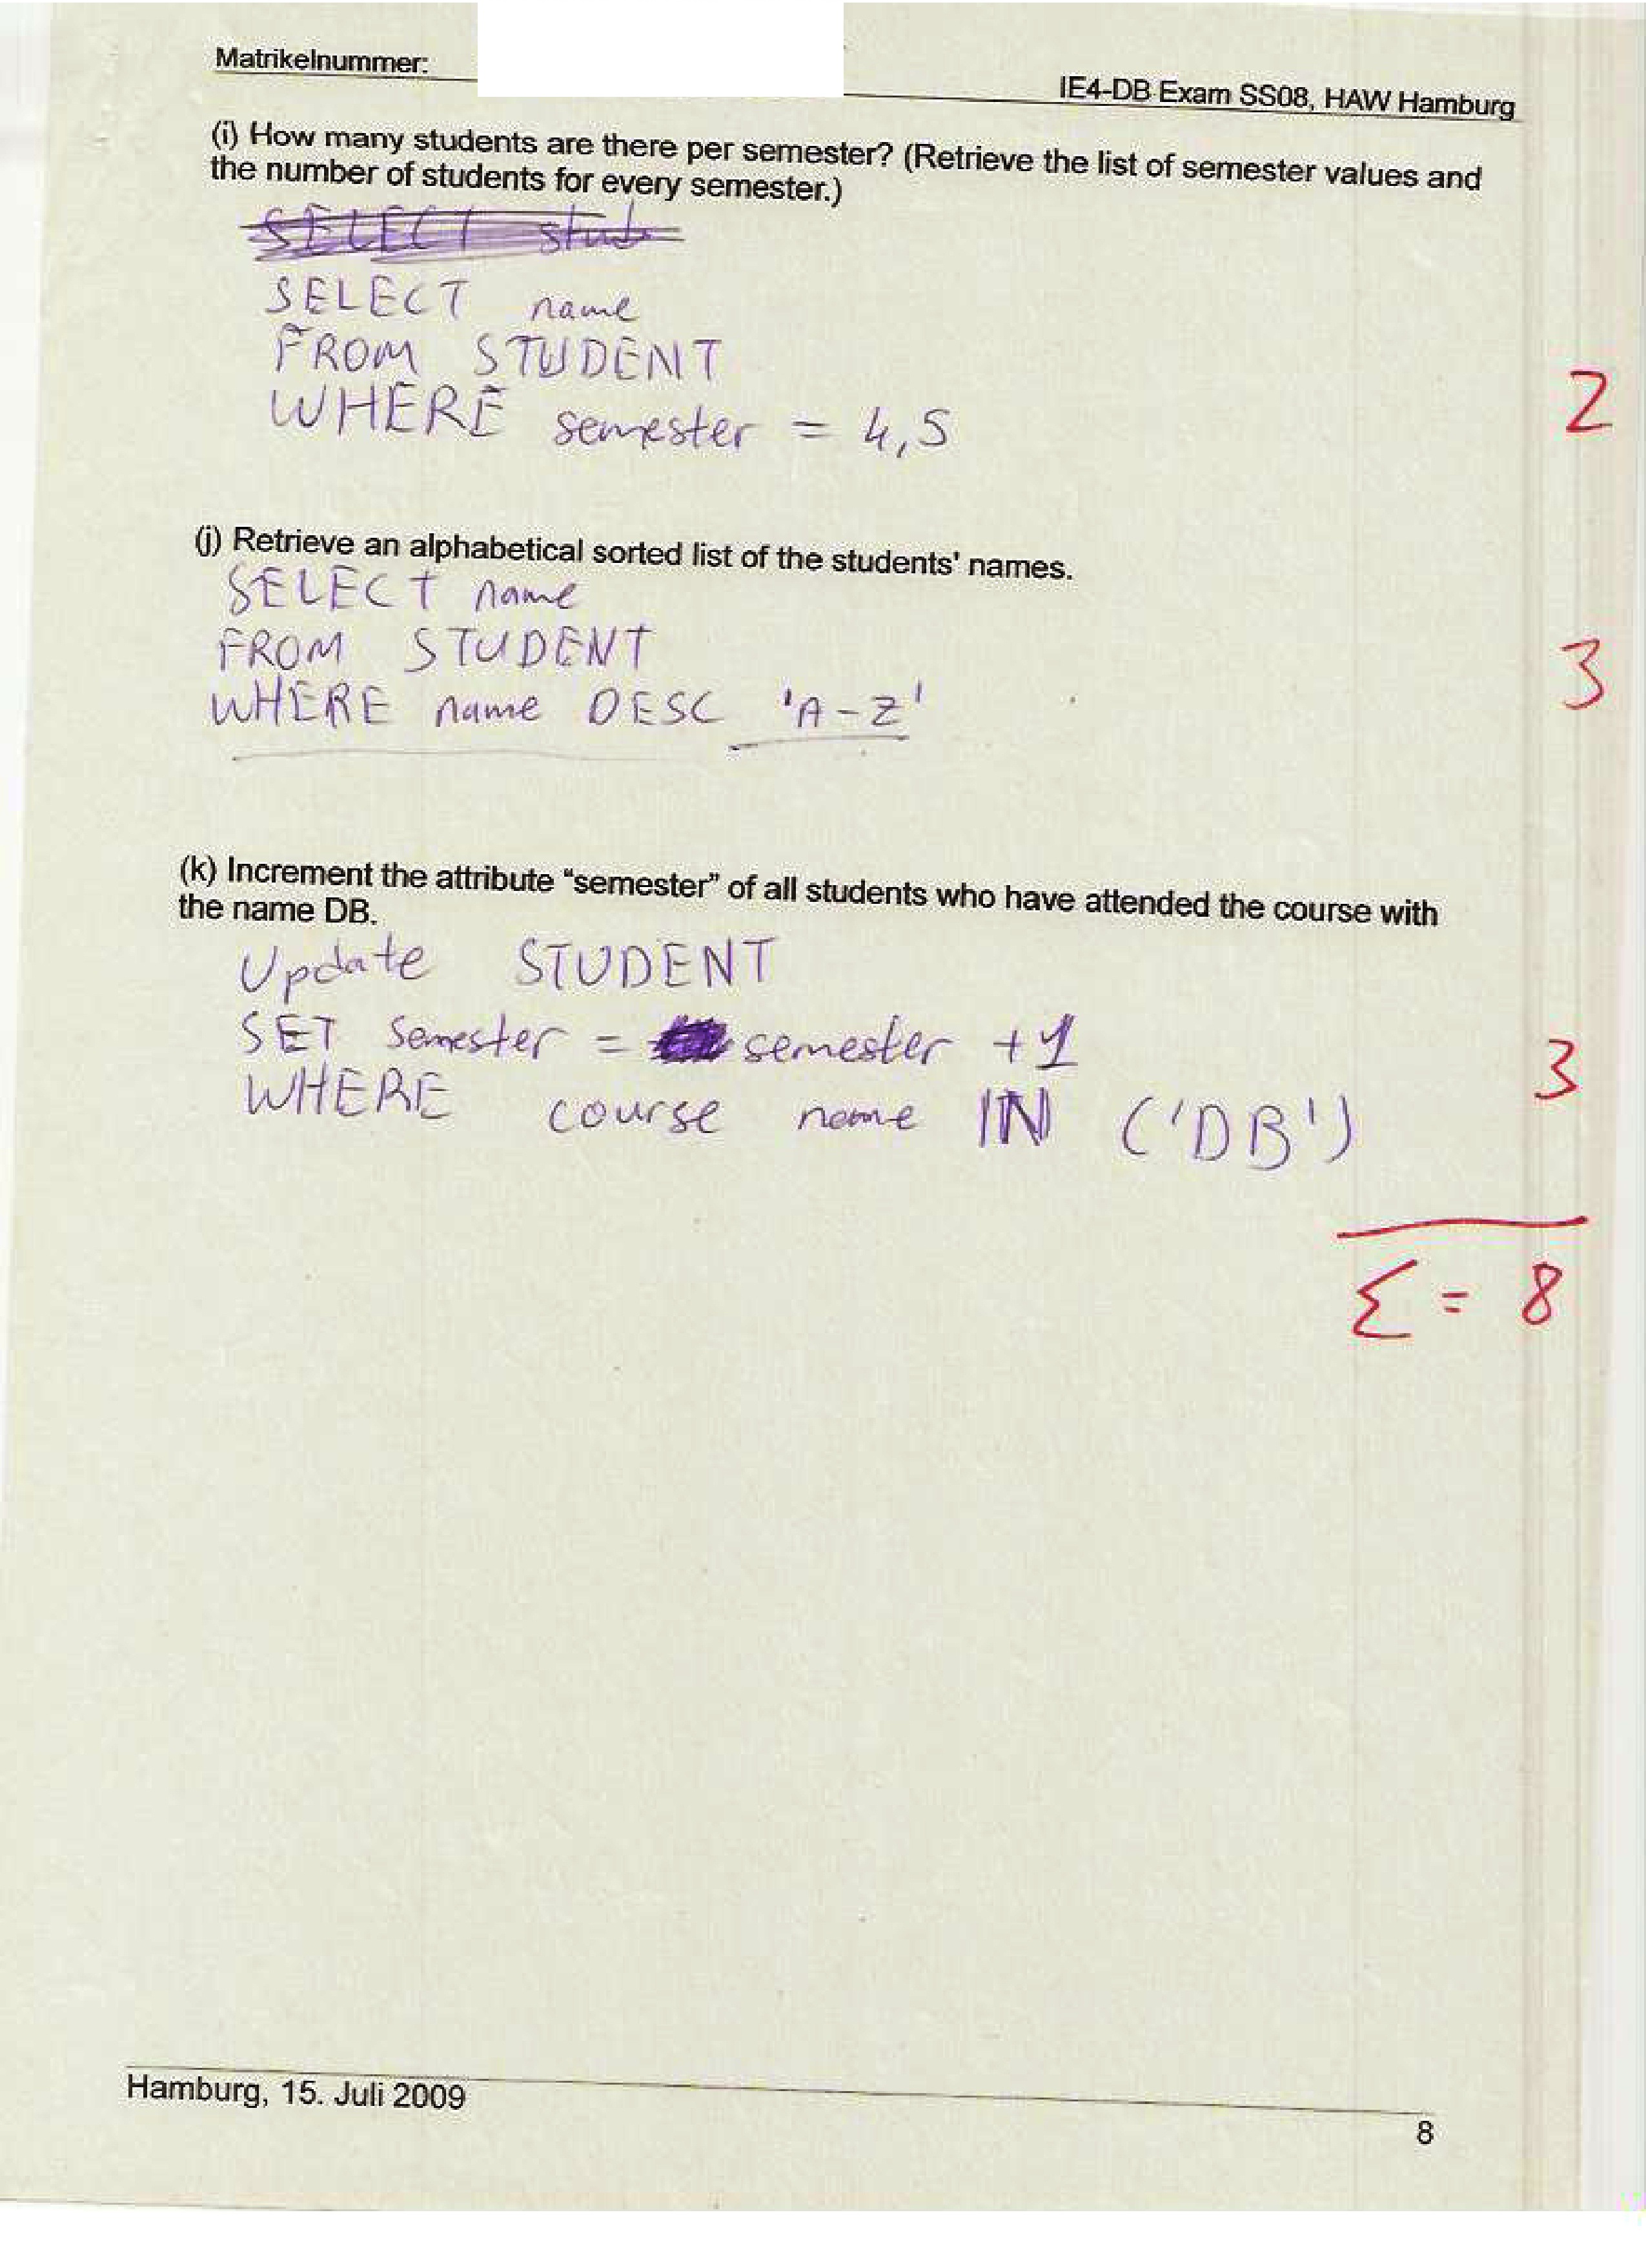 Matrikelnummer:
IE4-DB Exam SS08, HAW Hamburg
(i) How many students are there per semester? (Retrieve the list of semester values and
the number of students for every semester.)
SELECT stud
SELECT name
FROM STUDENT
WHERE semester = 4,5
2
(j) Retrieve an alphabetical sorted list of the students' names.
SELECT name
FROM STUDENT
WHERE name DESC 'A-Z'
3
(k) Increment the attribute “semester” of all students who have attended the course with
the name DB.
Update STUDENT
SET semester = semester +1
WHERE course name IN ('DB')
3
Σ = 8
Hamburg, 15. Juli 2009
8